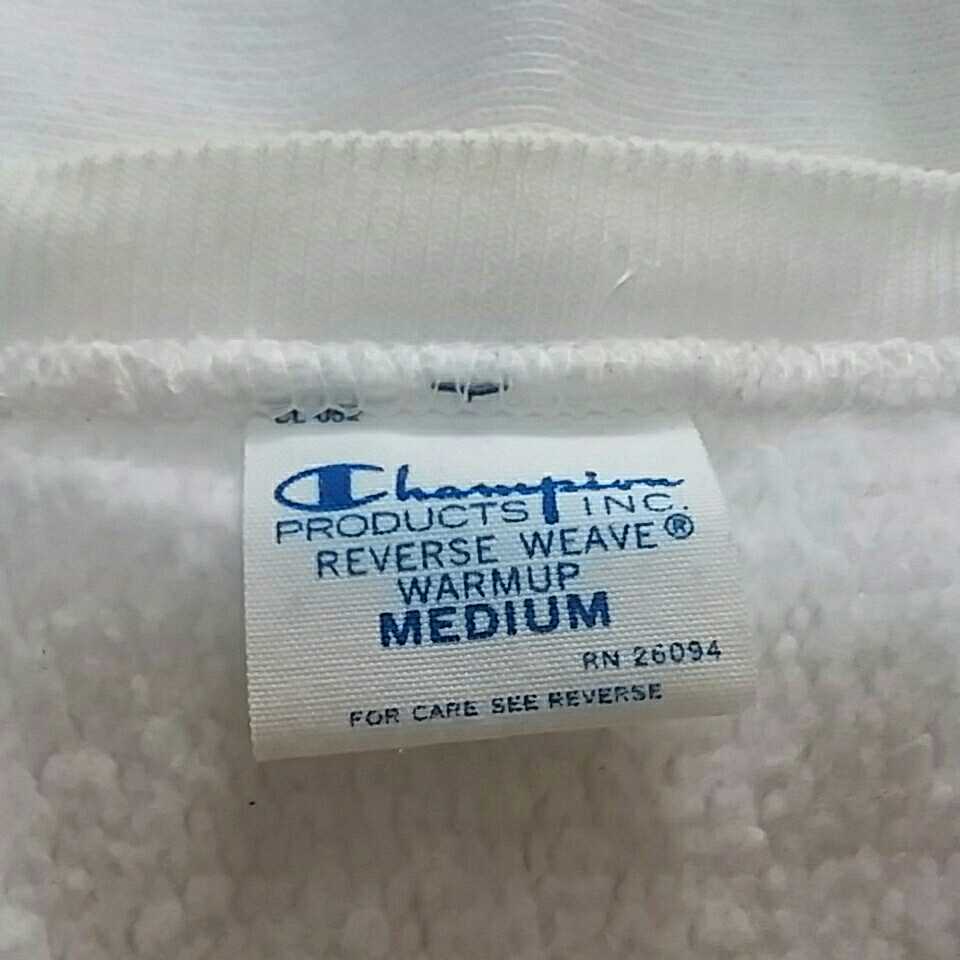 Champion
PRODUCTS INC.
REVERSE WEAVE®
WARMUP
MEDIUM
RN 26094
FOR CARE SEE REVERSE